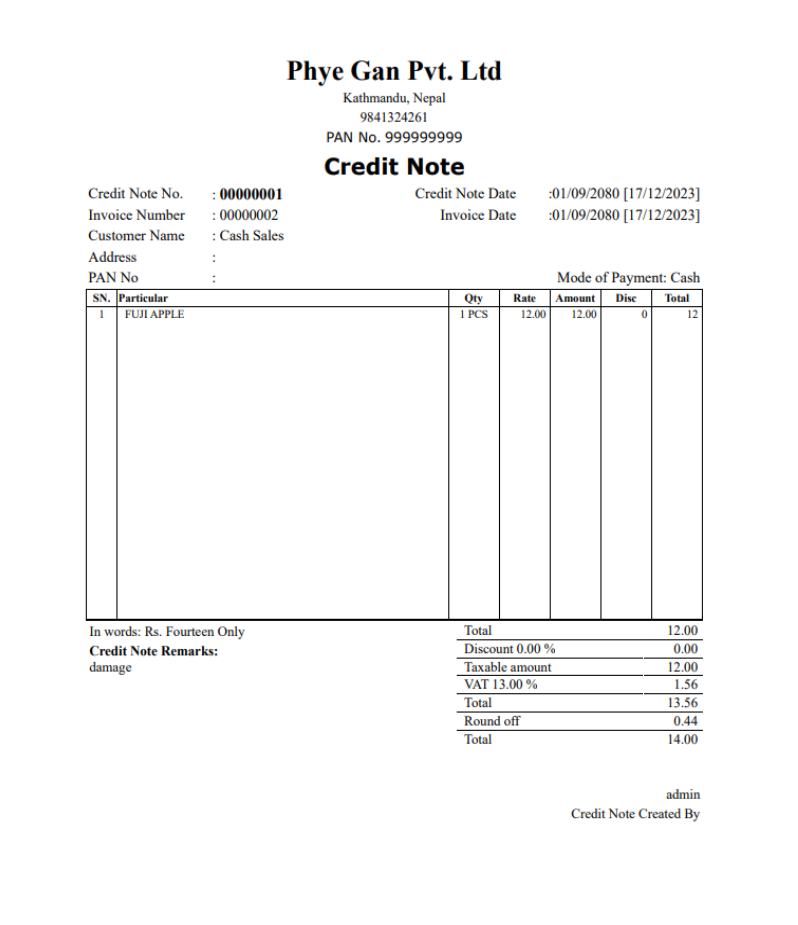 Phye Gan Pvt. Ltd
Kathmandu, Nepal
9841324261
PAN No. 999999999
Credit Note
Credit Note No. : 00000001 Credit Note Date :01/09/2080 [17/12/2023]
Invoice Number : 00000002 Invoice Date :01/09/2080 [17/12/2023]
Customer Name : Cash Sales
Address :
PAN No : Mode of Payment: Cash
SN. Particular Qty Rate Amount Disc Total
1 FUJI APPLE 1 PCS 12.00 12.00 0 12
In words: Rs. Fourteen Only Total 12.00
Credit Note Remarks: Discount 0.00 % 0.00
damage Taxable amount 12.00
VAT 13.00 % 1.56
Total 13.56
Round off 0.44
Total 14.00
admin
Credit Note Created By